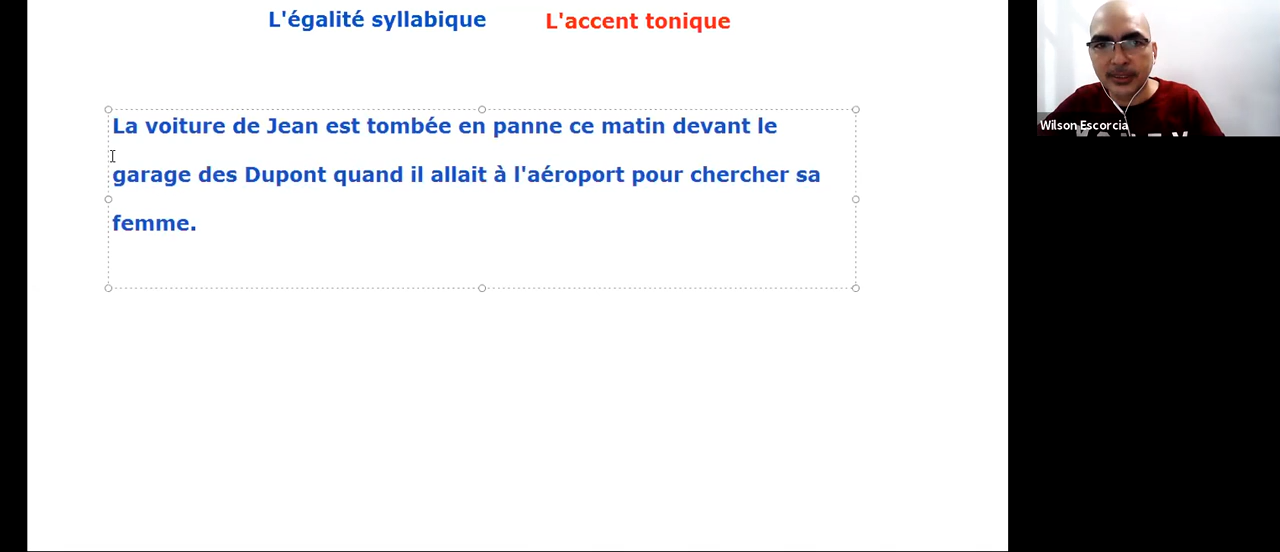 L'égalité syllabique L'accent tonique
La voiture de Jean est tombée en panne ce matin devant le
garage des Dupont quand il allait à l'aéroport pour chercher sa
femme.
Wilson Escorcia